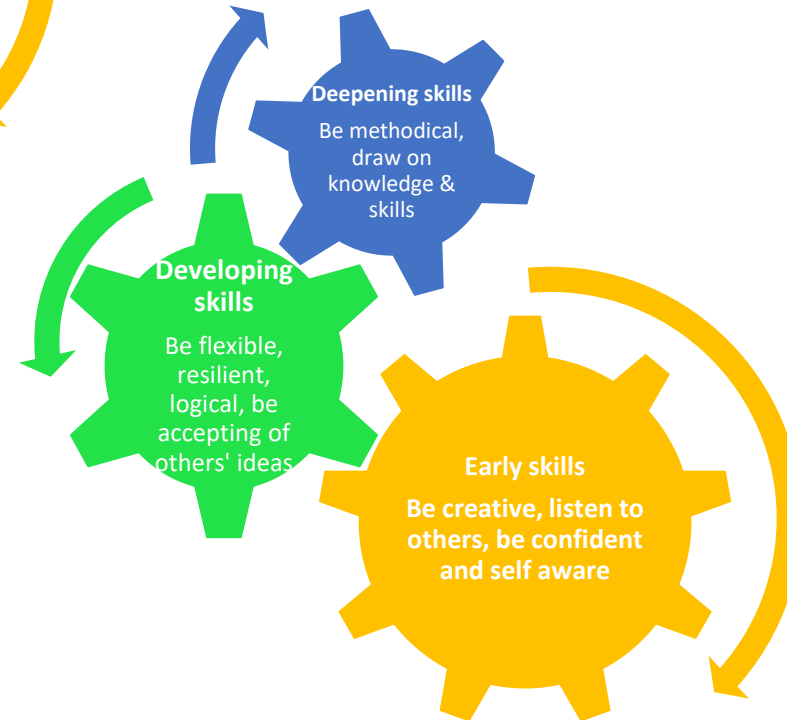 Deepening skills
Be methodical,
draw on
knowledge &
skills
Developing
skills
Be flexible,
resilient,
logical, be
accepting of
others' ideas
Early skills
Be creative, listen to
others, be confident
and self aware